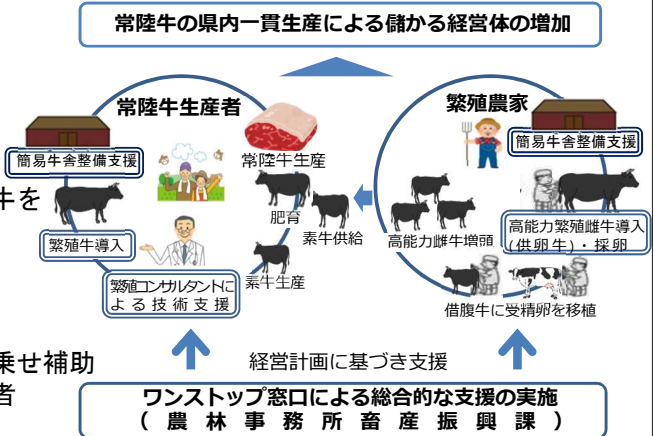 常陸牛の県内一貫生産による儲かる経営体の増加
常陸牛生産者
簡易牛舎整備支援
常陸牛生産
繁殖牛導入
肥育
素牛供給
素牛生産
繁殖コンサルタントに
よる技術支援
繁殖農家
簡易牛舎整備支援
高能力雌牛増頭
高能力繁殖雌牛導入
(供卵牛)・採卵
借腹牛に受精卵を移植
牛を
乗せ補助
者
経営計画に基づき支援
ワンストップ窓口による総合的な支援の実施
(農林事務所畜産振興課)